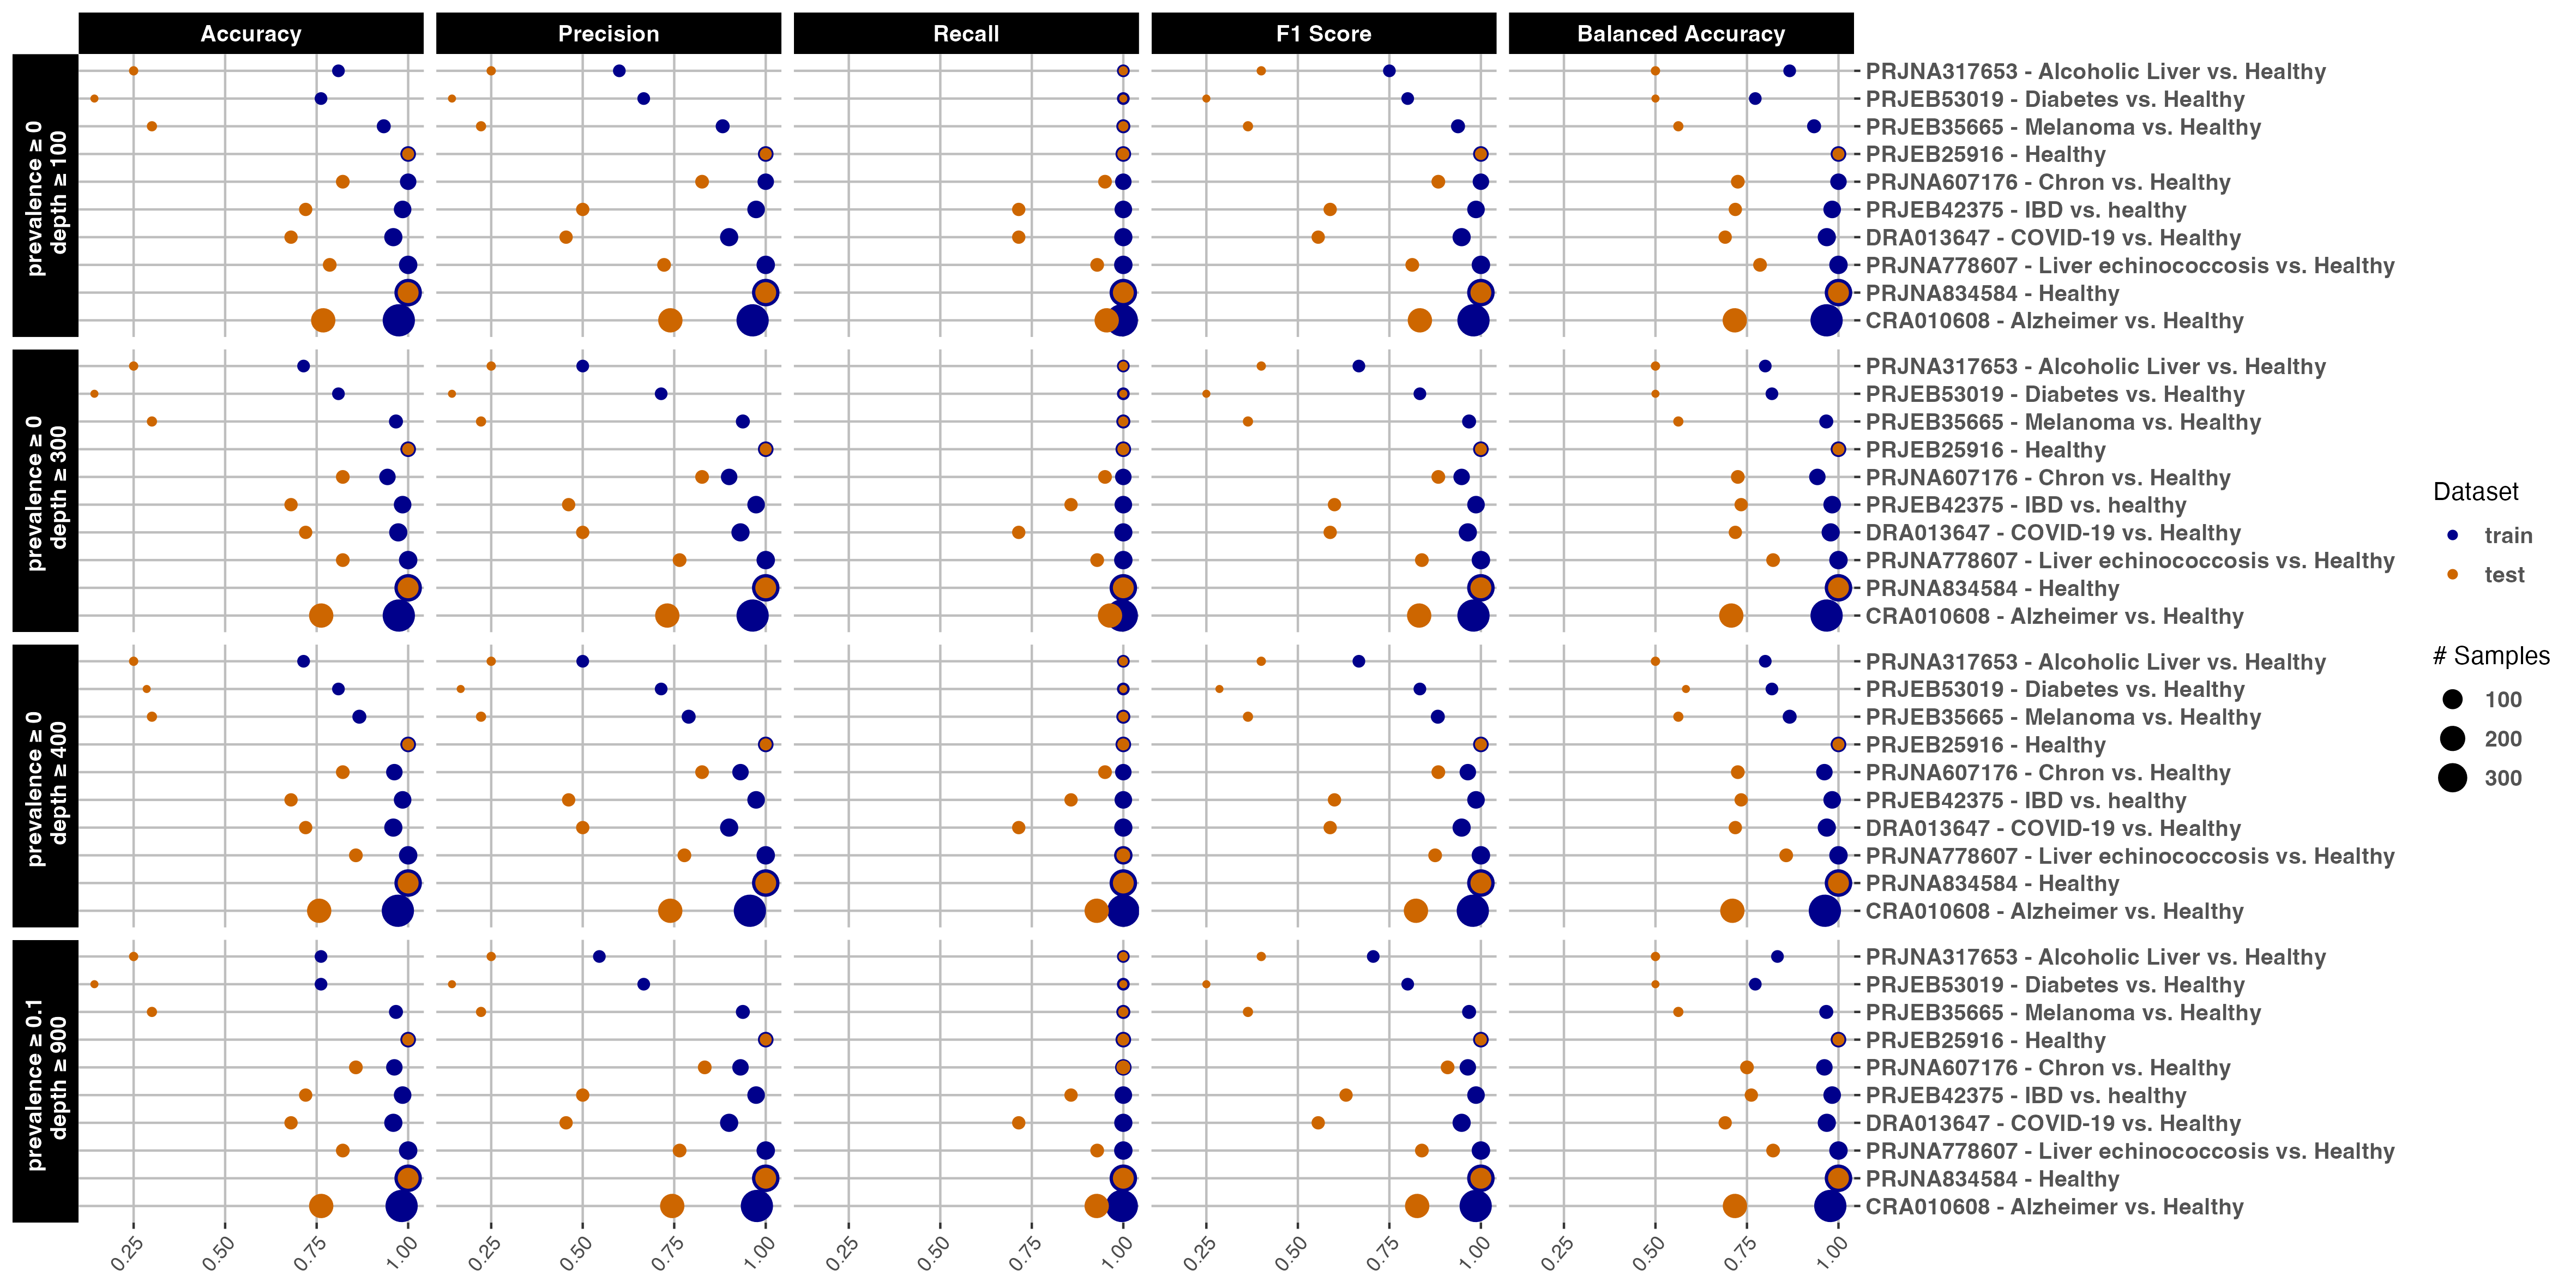 Accuracy
Precision
Recall
F1 Score
Balanced Accuracy
prevalence ≥ 0
depth ≥ 100
PRJNA317653 - Alcoholic Liver vs. Healthy
PRJEB53019 - Diabetes vs. Healthy
PRJEB35665 - Melanoma vs. Healthy
PRJEB25916 - Healthy
PRJNA607176 - Chron vs. Healthy
PRJEB42375 - IBD vs. healthy
DRA013647 - COVID-19 vs. Healthy
PRJNA778607 - Liver echinococcosis vs. Healthy
PRJNA834584 - Healthy
CRA010608 - Alzheimer vs. Healthy
prevalence ≥ 0
depth ≥ 300
PRJNA317653 - Alcoholic Liver vs. Healthy
PRJEB53019 - Diabetes vs. Healthy
PRJEB35665 - Melanoma vs. Healthy
PRJEB25916 - Healthy
PRJNA607176 - Chron vs. Healthy
PRJEB42375 - IBD vs. healthy
DRA013647 - COVID-19 vs. Healthy
PRJNA778607 - Liver echinococcosis vs. Healthy
PRJNA834584 - Healthy
CRA010608 - Alzheimer vs. Healthy
prevalence ≥ 0
depth ≥ 400
PRJNA317653 - Alcoholic Liver vs. Healthy
PRJEB53019 - Diabetes vs. Healthy
PRJEB35665 - Melanoma vs. Healthy
PRJEB25916 - Healthy
PRJNA607176 - Chron vs. Healthy
PRJEB42375 - IBD vs. healthy
DRA013647 - COVID-19 vs. Healthy
PRJNA778607 - Liver echinococcosis vs. Healthy
PRJNA834584 - Healthy
CRA010608 - Alzheimer vs. Healthy
prevalence ≥ 0.1
depth ≥ 900
PRJNA317653 - Alcoholic Liver vs. Healthy
PRJEB53019 - Diabetes vs. Healthy
PRJEB35665 - Melanoma vs. Healthy
PRJEB25916 - Healthy
PRJNA607176 - Chron vs. Healthy
PRJEB42375 - IBD vs. healthy
DRA013647 - COVID-19 vs. Healthy
PRJNA778607 - Liver echinococcosis vs. Healthy
PRJNA834584 - Healthy
CRA010608 - Alzheimer vs. Healthy
0.25 0.50 0.75 1.00
0.25 0.50 0.75 1.00
0.25 0.50 0.75 1.00
0.25 0.50 0.75 1.00
0.25 0.50 0.75 1.00
Dataset
train
test
# Samples
100
200
300